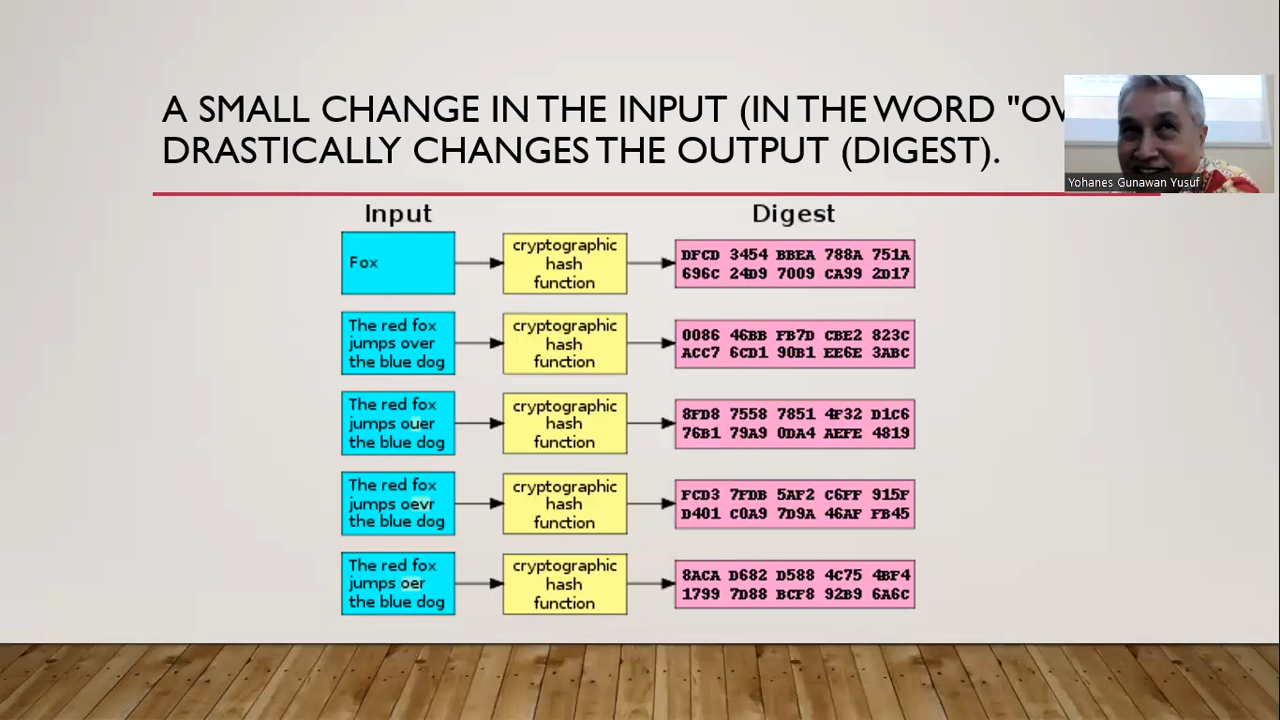 A SMALL CHANGE IN THE INPUT (IN THE WORD "OV
DRASTICALLY CHANGES THE OUTPUT (DIGEST).
Yohanes Gunawan Yusuf
Input Digest
Fox
cryptographic
hash
function
DFCD 3454 BBEA 788A 751A
696C 24D9 7009 CA99 2D17
The red fox
jumps over
the blue dog
cryptographic
hash
function
0086 46BB FB7D CBE2 823C
ACC7 6CD1 90B1 EE6E 3ABC
The red fox
jumps ouer
the blue dog
cryptographic
hash
function
8FD8 7558 7851 4F32 D1C6
76B1 79A9 0DA4 AEFE 4819
The red fox
jumps oevr
the blue dog
cryptographic
hash
function
FCD3 7FDB 5AF2 C6FF 915F
D401 C0A9 7D9A 46AF FB45
The red fox
jumps oer
the blue dog
cryptographic
hash
function
8ACA D682 D588 4C75 4BF4
1799 7D88 BCF8 92B9 6A6C